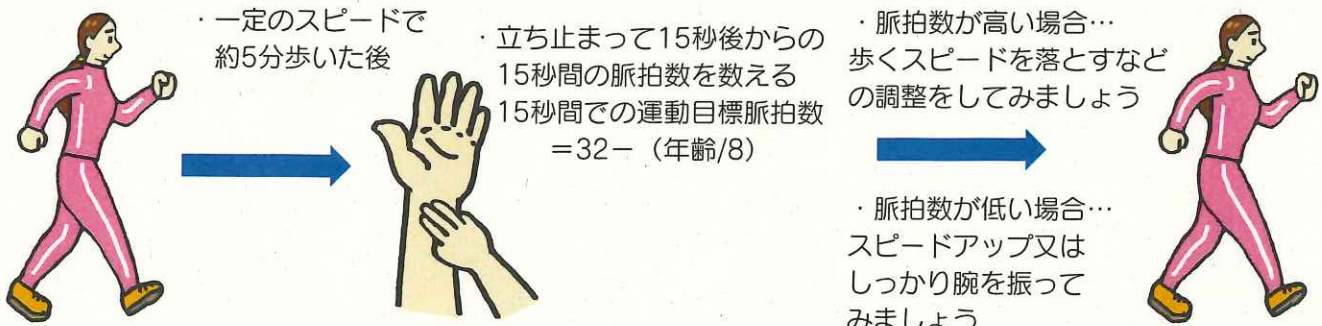 ・一定のスピードで
約5分歩いた後
・立ち止まって15秒後からの
15秒間の脈拍数を数える
15秒間での運動目標脈拍数
=32-（年齢/8）
・脈拍数が高い場合…
歩くスピードを落とすなど
の調整をしてみましょう
・脈拍数が低い場合…
スピードアップ又は
しっかり腕を振って
みましょう